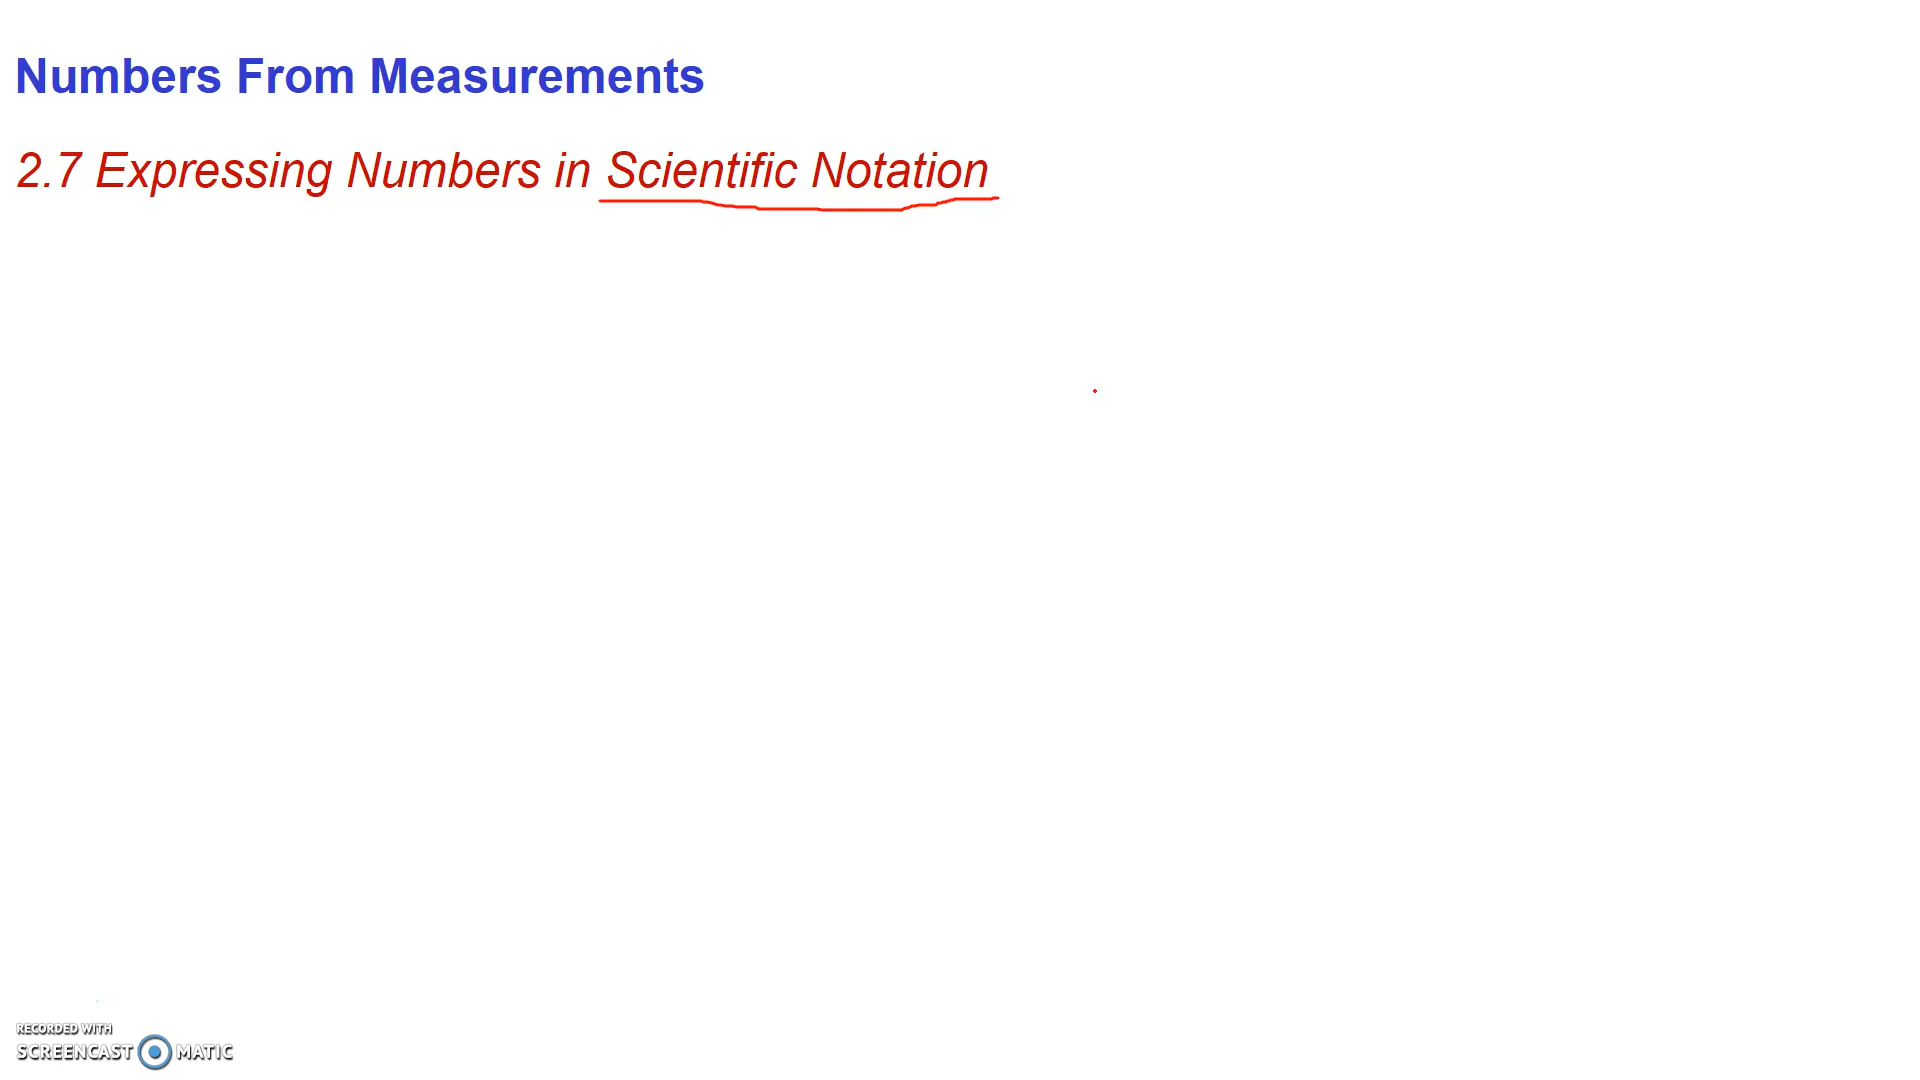 Numbers From Measurements
2.7 Expressing Numbers in Scientific Notation
RECORDED WITH
SCREENCAST MATIC